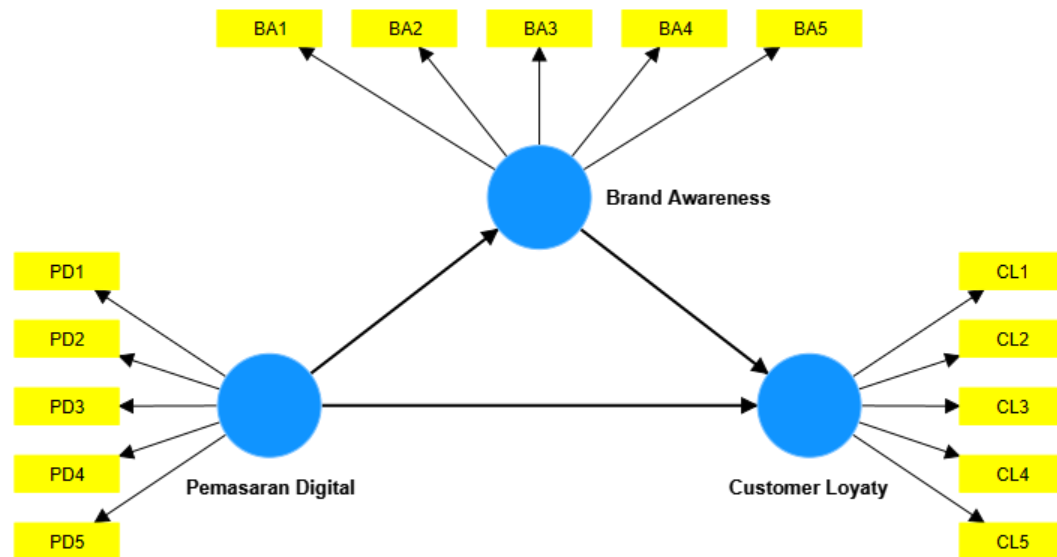 BA1
BA2
BA3
BA4
BA5
Brand Awareness
PD1
PD2
PD3
PD4
PD5
Pemasaran Digital
CL1
CL2
CL3
CL4
CL5
Customer Loyaty